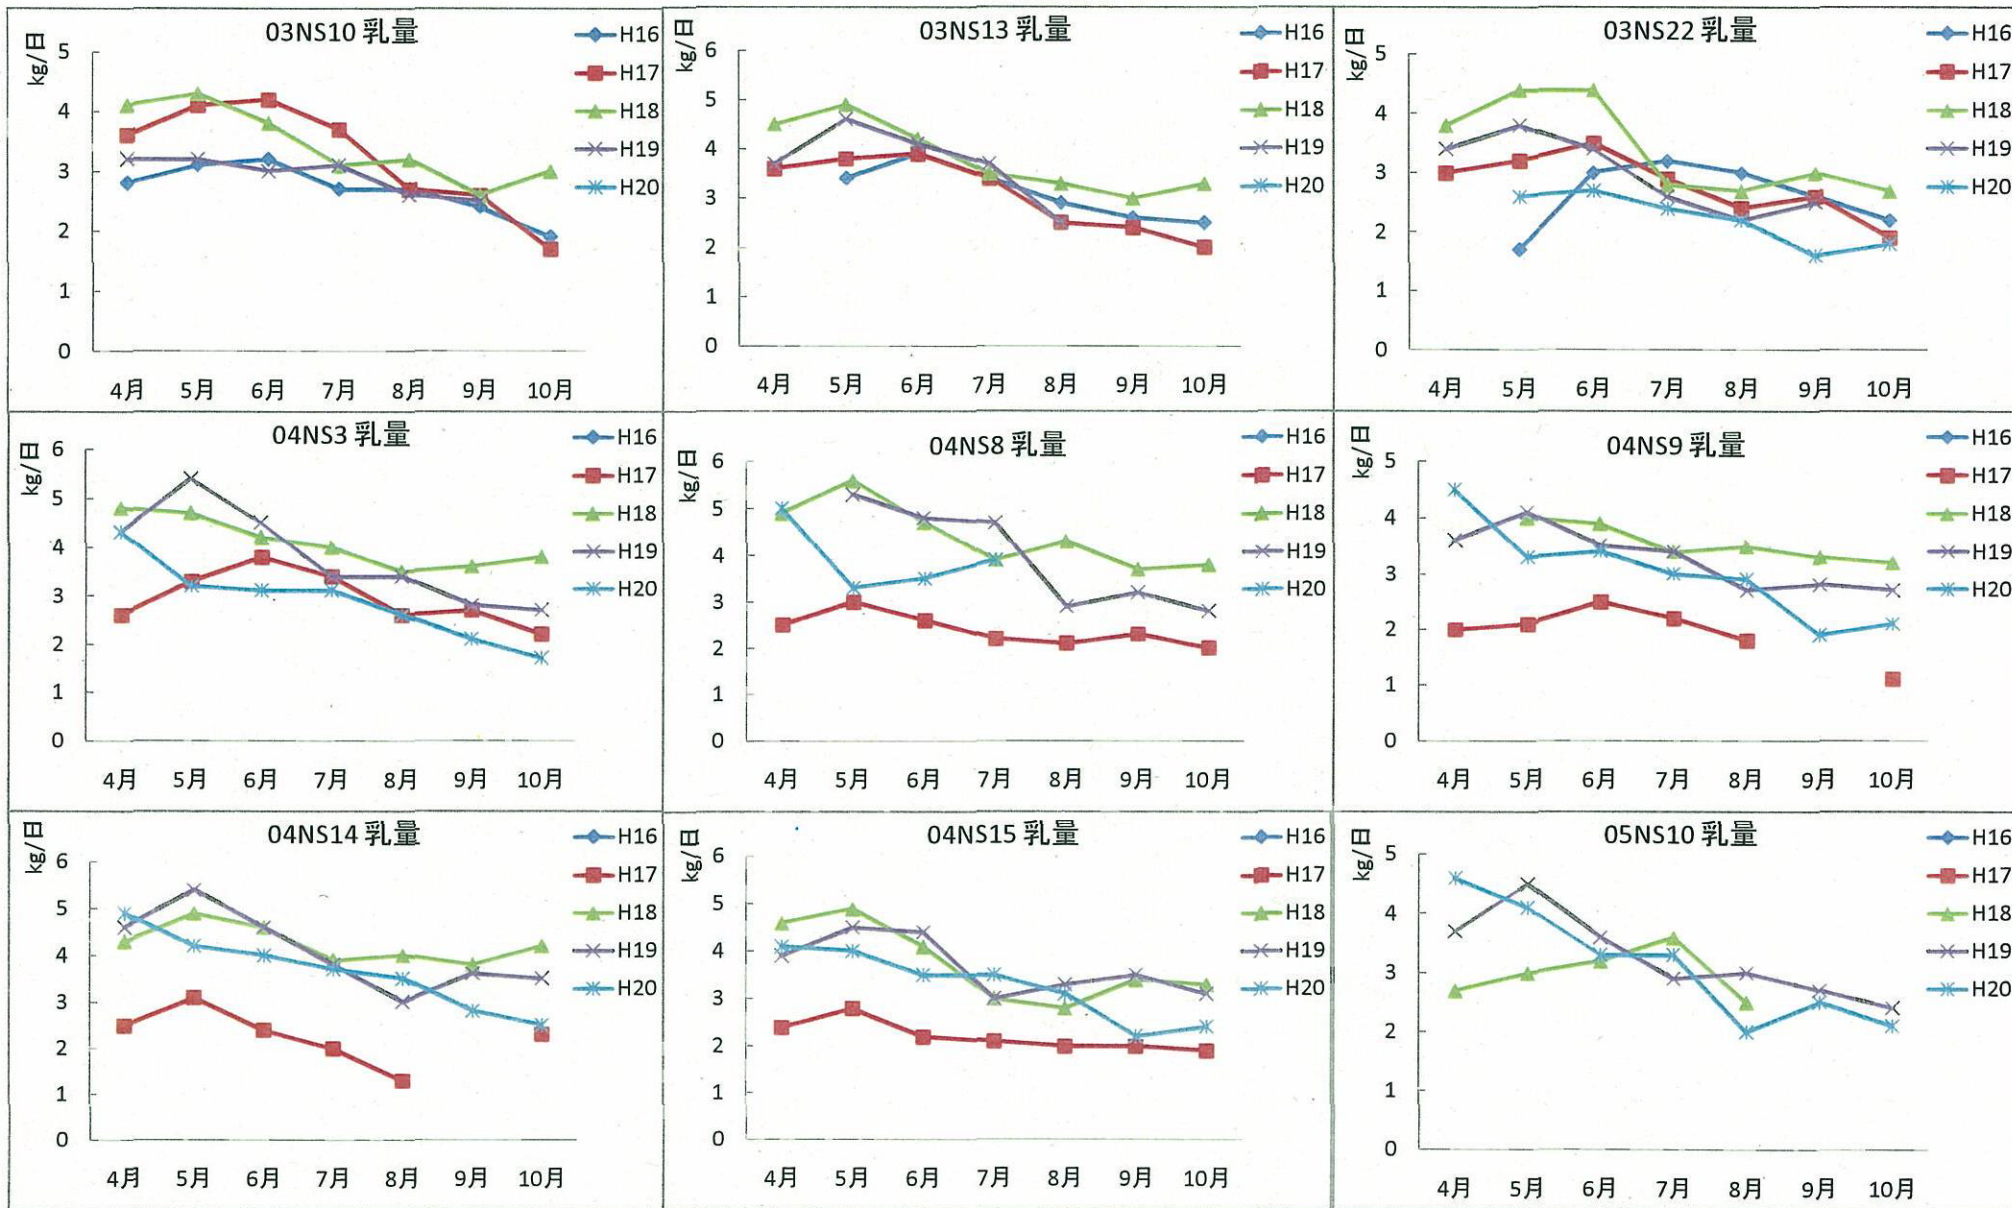 03NS10 乳量
kg/日
5
4
3
2
1
0
4月 5月 6月 7月 8月 9月 10月
H16
H17
H18
H19
H20
03NS13 乳量
kg/日
6
5
4
3
2
1
0
4月 5月 6月 7月 8月 9月 10月
H16
H17
H18
H19
H20
03NS22 乳量
kg/日
5
4
3
2
1
0
4月 5月 6月 7月 8月 9月 10月
H16
H17
H18
H19
H20
04NS3 乳量
kg/日
6
5
4
3
2
1
0
4月 5月 6月 7月 8月 9月 10月
H16
H17
H18
H19
H20
04NS8 乳量
kg/日
6
5
4
3
2
1
0
4月 5月 6月 7月 8月 9月 10月
H16
H17
H18
H19
H20
04NS9 乳量
kg/日
5
4
3
2
1
0
4月 5月 6月 7月 8月 9月 10月
H16
H17
H18
H19
H20
04NS14 乳量
kg/日
6
5
4
3
2
1
0
4月 5月 6月 7月 8月 9月 10月
H16
H17
H18
H19
H20
04NS15 乳量
kg/日
6
5
4
3
2
1
0
4月 5月 6月 7月 8月 9月 10月
H16
H17
H18
H19
H20
05NS10 乳量
kg/日
5
4
3
2
1
0
4月 5月 6月 7月 8月 9月 10月
H16
H17
H18
H19
H20